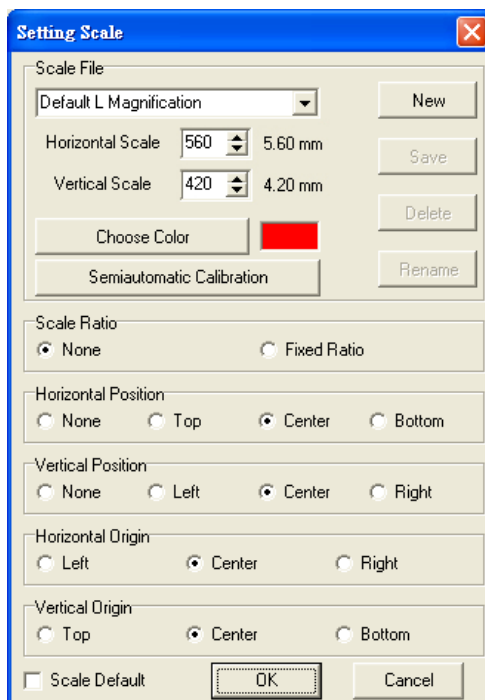 Setting Scale
Scale File
Default L Magnification
New
Horizontal Scale 560 5.60 mm
Save
Vertical Scale 420 4.20 mm
Delete
Choose Color
Semiautomatic Calibration
Rename
Scale Ratio
None Fixed Ratio
Horizontal Position
None Top Center Bottom
Vertical Position
None Left Center Right
Horizontal Origin
Left Center Right
Vertical Origin
Top Center Bottom
Scale Default OK Cancel